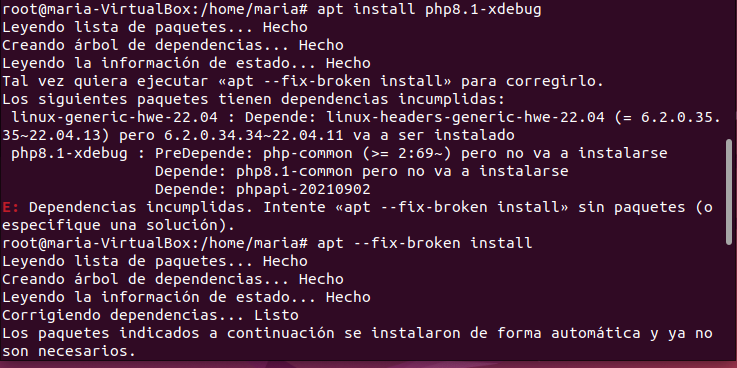 root@maria-VirtualBox:/home/maria# apt install php8.1-xdebug
Leyendo lista de paquetes... Hecho
Creando árbol de dependencias... Hecho
Leyendo la información de estado... Hecho
Tal vez quiera ejecutar «apt --fix-broken install» para corregirlo.
Los siguientes paquetes tienen dependencias incumplidas:
 linux-generic-hwe-22.04 : Depende: linux-headers-generic-hwe-22.04 (= 6.2.0.35.
35~22.04.13) pero 6.2.0.34.34~22.04.11 va a ser instalado
 php8.1-xdebug : PreDepende: php-common (>= 2:69~) pero no va a instalarse
                 Depende: php8.1-common pero no va a instalarse
                 Depende: phpapi-20210902
E: Dependencias incumplidas. Intente «apt --fix-broken install» sin paquetes (o
especifique una solución).
root@maria-VirtualBox:/home/maria# apt --fix-broken install
Leyendo lista de paquetes... Hecho
Creando árbol de dependencias... Hecho
Leyendo la información de estado... Hecho
Corrigiendo dependencias... Listo
Los paquetes indicados a continuación se instalaron de forma automática y ya no
son necesarios.